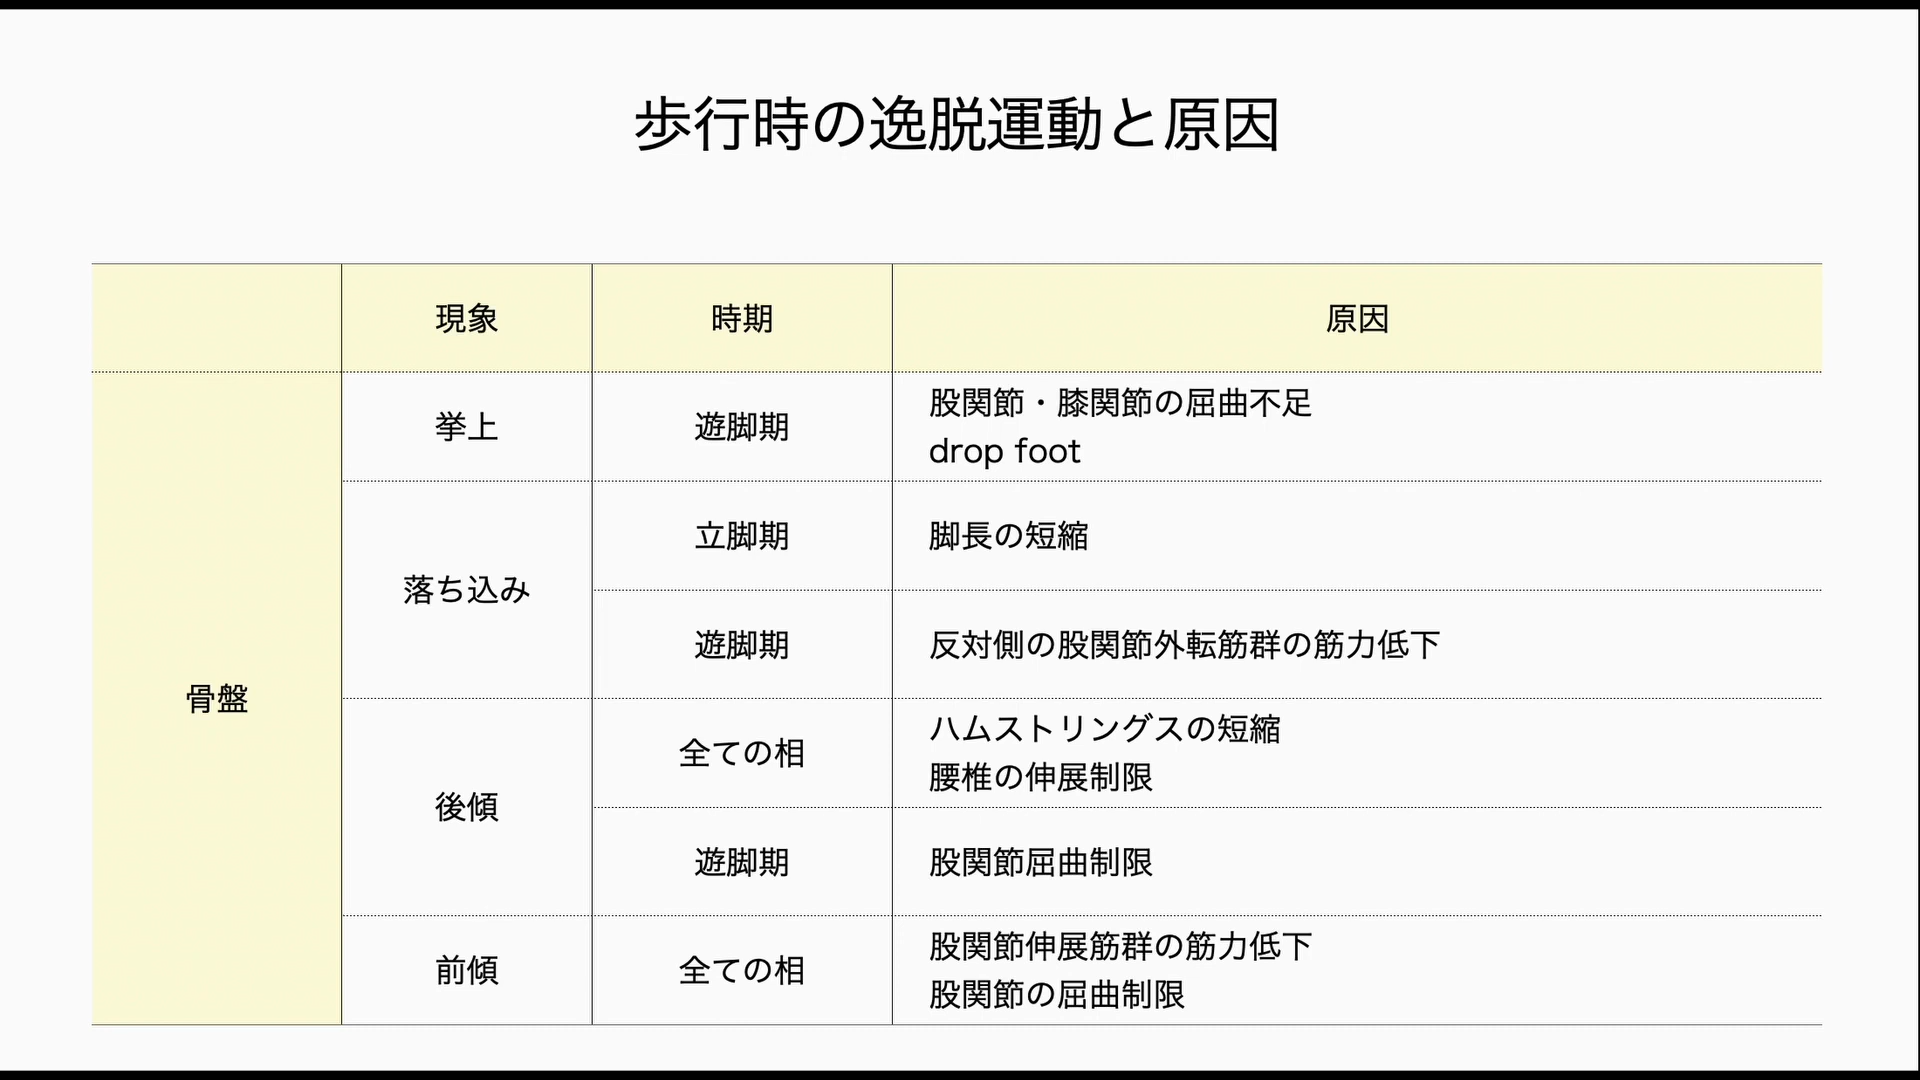 歩行時の逸脱運動と原因
現象 時期 原因
骨盤
挙上 遊脚期 股関節・膝関節の屈曲不足
drop foot
落ち込み
立脚期 脚長の短縮
遊脚期 反対側の股関節外転筋群の筋力低下
後傾
全ての相 ハムストリングスの短縮
腰椎の伸展制限
遊脚期 股関節屈曲制限
前傾 全ての相 股関節伸展筋群の筋力低下
股関節の屈曲制限